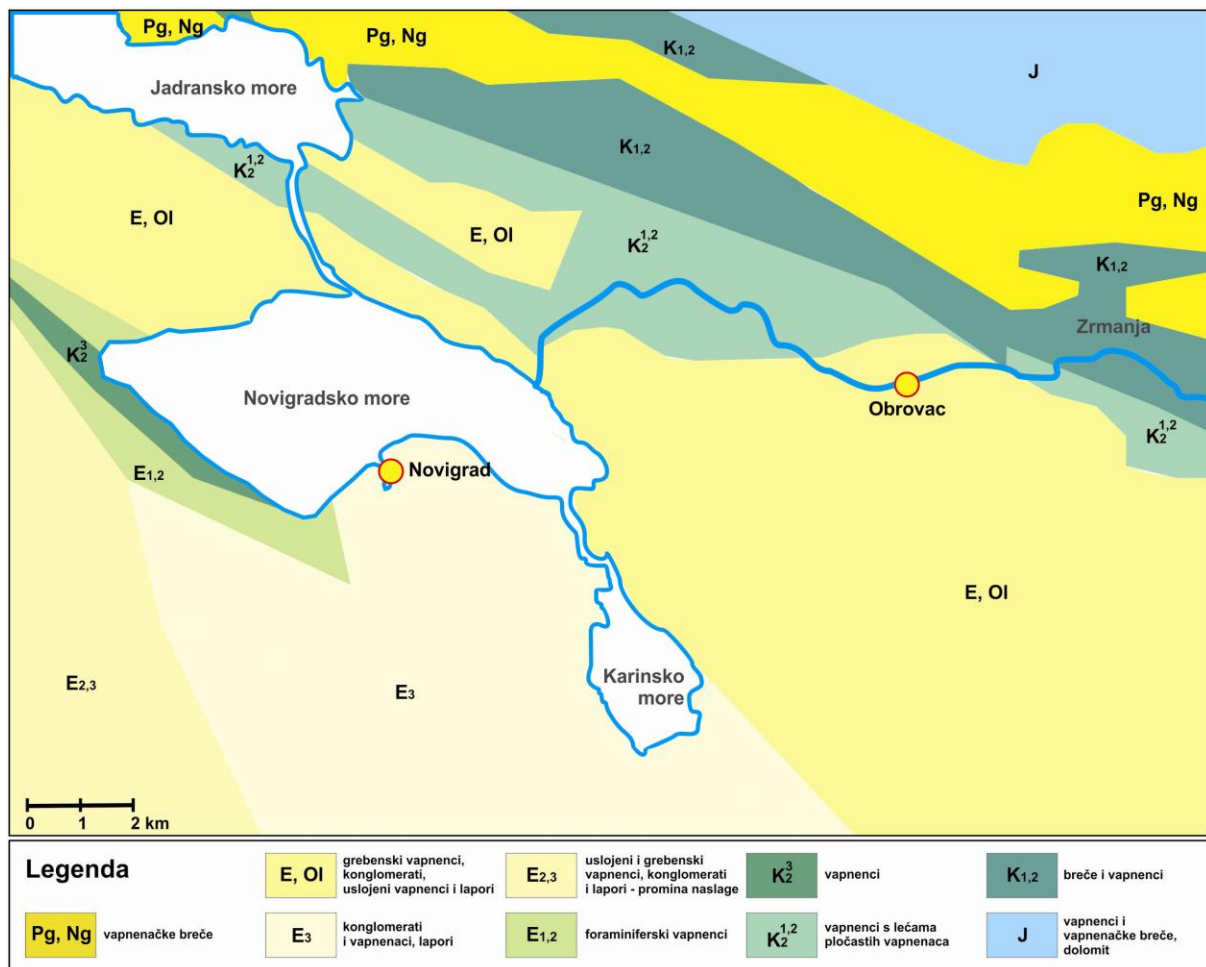 Pg, Ng
Pg, Ng
K1,2
J
Jadransko more
K1,2
K2^1,2
Pg, Ng
E, Ol
E, Ol
K2^1,2
K1,2
Zrmanja
K2^3
Novigradsko more
Obrovac
K2^1,2
E1,2
Novigrad
E, Ol
Karinsko
more
E2,3
E3
0 1 2 km
Legenda
Pg, Ng
vapnenačke breče
E, Ol
grebenski vapnenci,
konglomerati,
uslojeni vapnenci i lapori
E3
konglomerati
i vapnenaci, lapori
E2,3
uslojeni i grebenski
vapnenci, konglomerati
i lapori - promina naslage
E1,2
foraminiferski vapnenci
K2^3
vapnenci
K2^1,2
vapnenci s lećama
pločastih vapnenaca
K1,2
breče i vapnenci
J
vapnenci i
vapnenačke breče,
dolomit